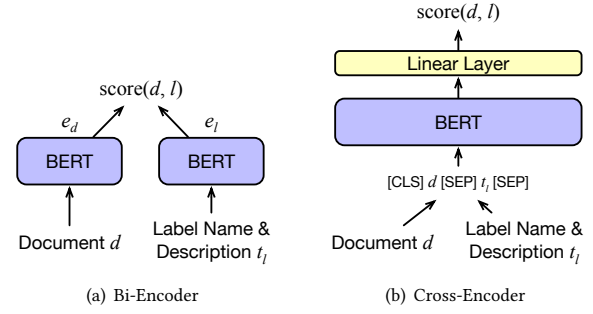 score(d, l)
e_d
e_l
BERT
BERT
Document d
Label Name &
Description t_l
(a) Bi-Encoder
score(d, l)
Linear Layer
BERT
[CLS] d [SEP] t_l [SEP]
Document d
Label Name &
Description t_l
(b) Cross-Encoder